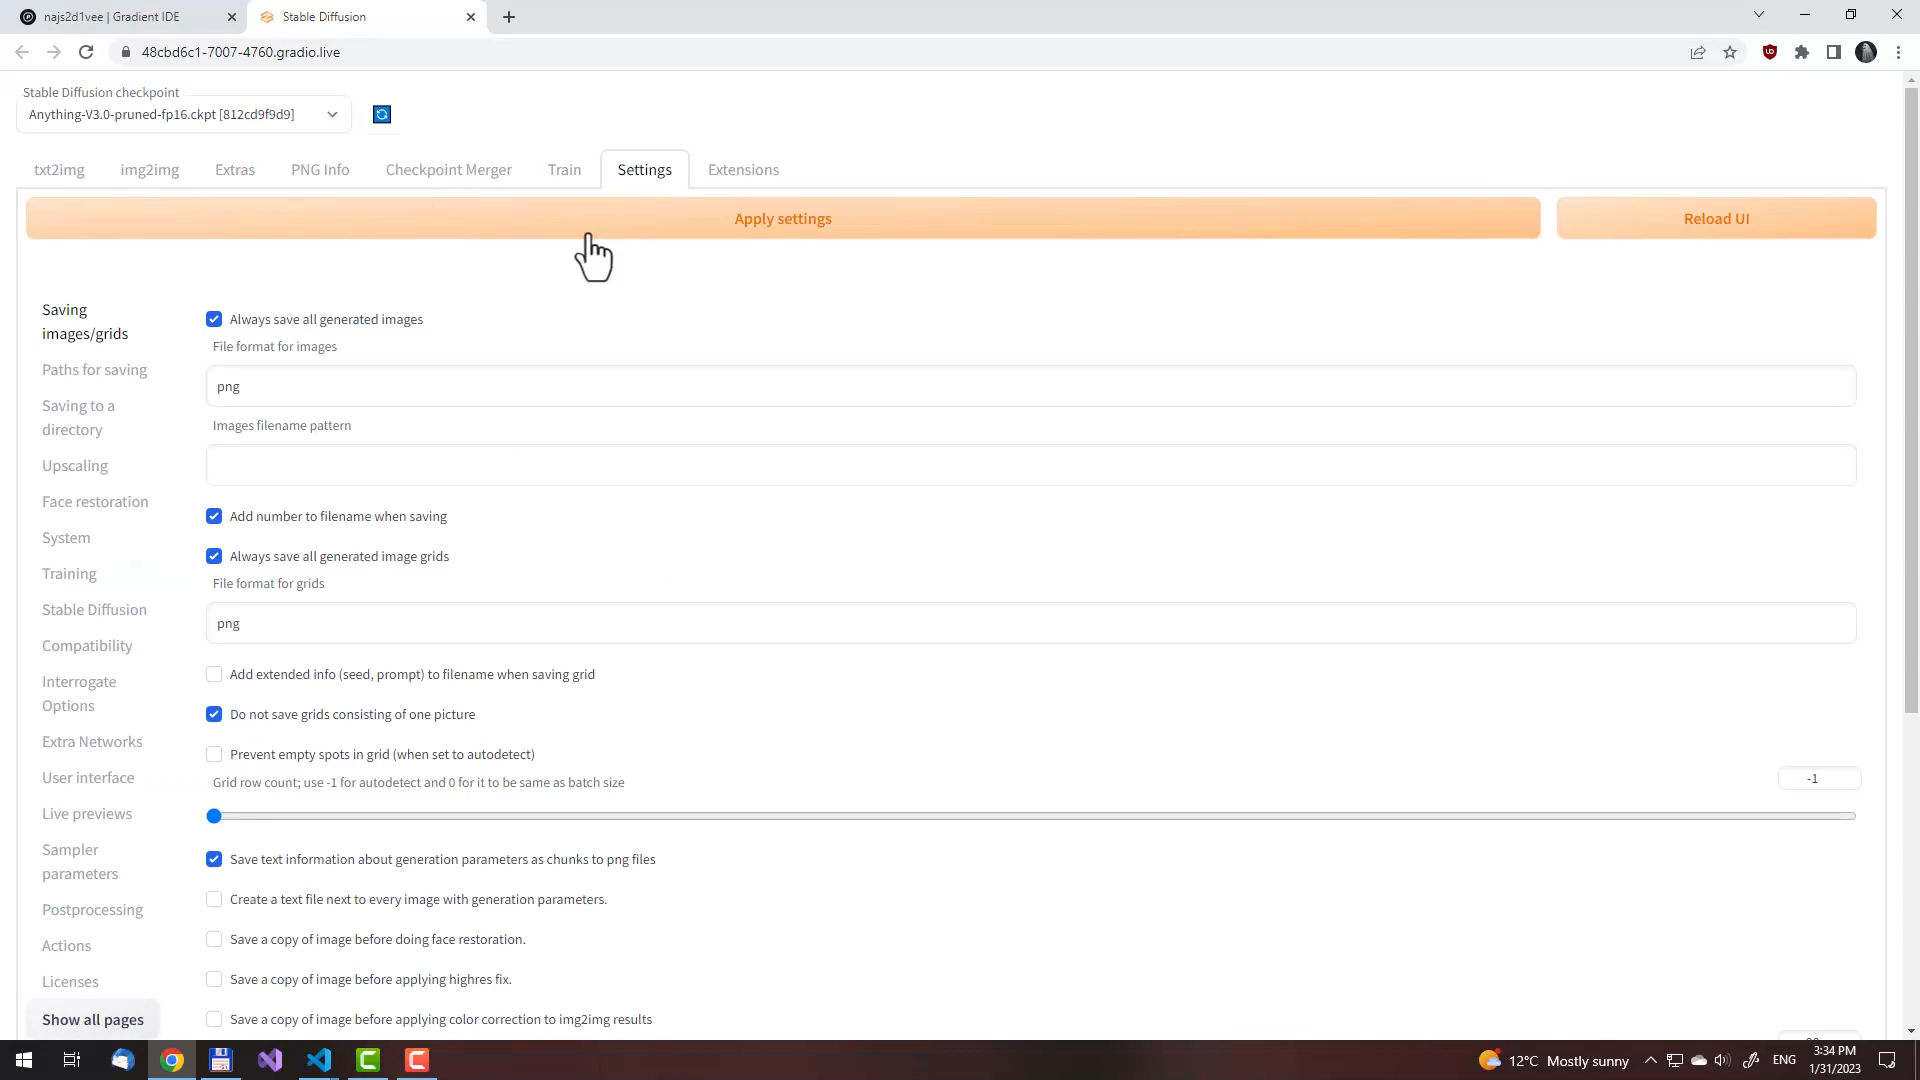 najs2d1vee | Gradient IDE
Stable Diffusion
48cbd6c1-7007-4760.gradio.live
Stable Diffusion checkpoint
Anything-V3.0-pruned-fp16.ckpt [812cd9f9d9]
txt2img
img2img
Extras
PNG Info
Checkpoint Merger
Train
Settings
Extensions
Apply settings
Reload UI
Saving
images/grids
Paths for saving
Saving to a
directory
Upscaling
Face restoration
System
Training
Stable Diffusion
Compatibility
Interrogate
Options
Extra Networks
User interface
Live previews
Sampler
parameters
Postprocessing
Actions
Licenses
Show all pages
Always save all generated images
File format for images
png
Images filename pattern
Add number to filename when saving
Always save all generated image grids
File format for grids
png
Add extended info (seed, prompt) to filename when saving grid
Do not save grids consisting of one picture
Prevent empty spots in grid (when set to autodetect)
Grid row count; use -1 for autodetect and 0 for it to be same as batch size
-1
Save text information about generation parameters as chunks to png files
Create a text file next to every image with generation parameters.
Save a copy of image before doing face restoration.
Save a copy of image before applying highres fix.
Save a copy of image before applying color correction to img2img results
12°C Mostly sunny
ENG
3:34 PM
1/31/2023